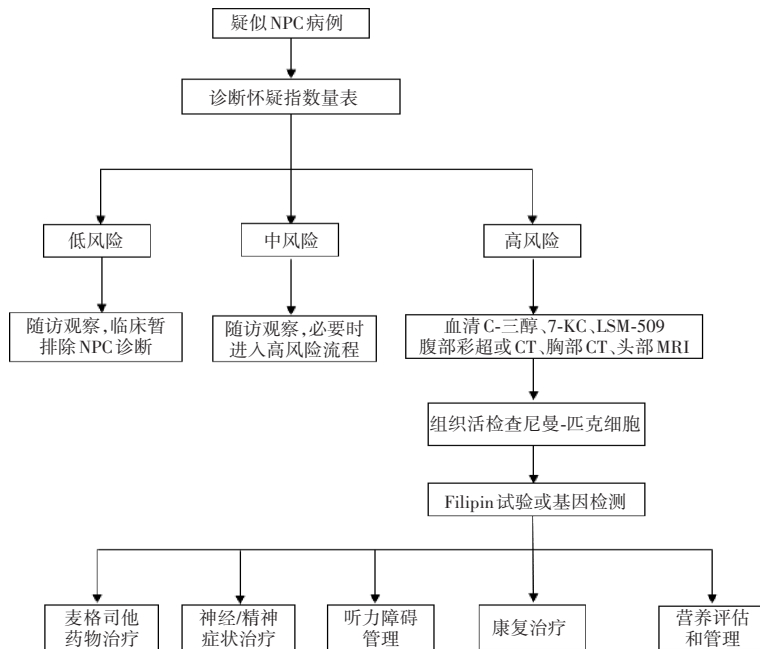 疑似NPC病例
诊断怀疑指数量表
低风险
中风险
高风险
随访观察,临床暂
排除NPC诊断
随访观察,必要时
进入高风险流程
血清C-三醇、7-KC、LSM-509
腹部彩超或CT、胸部CT、头部MRI
组织活检查尼曼-匹克细胞
Filipin试验或基因检测
麦格司他
药物治疗
神经/精神
症状治疗
听力障碍
管理
康复治疗
营养评估
和管理